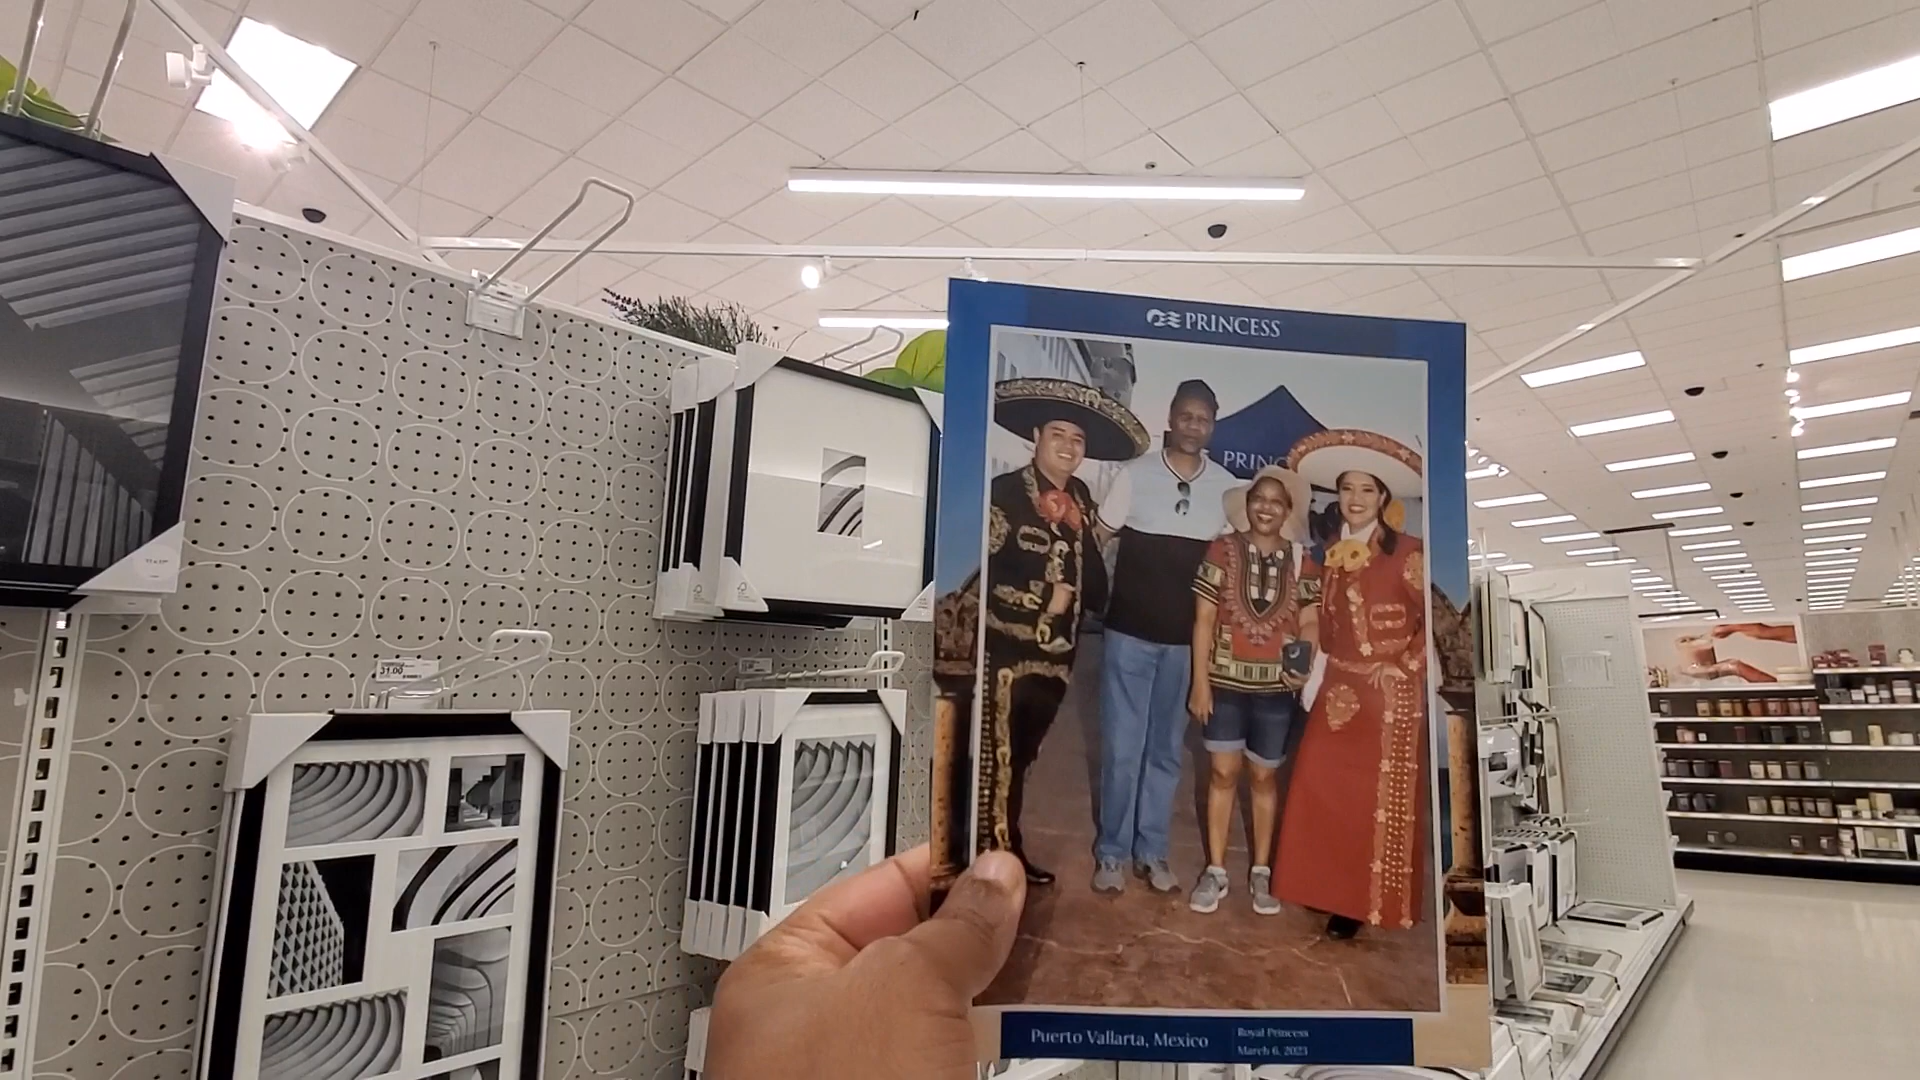 PRINCESS
PRINC
31.00
Puerto Vallarta, Mexico
Royal Princess
March 6, 2023